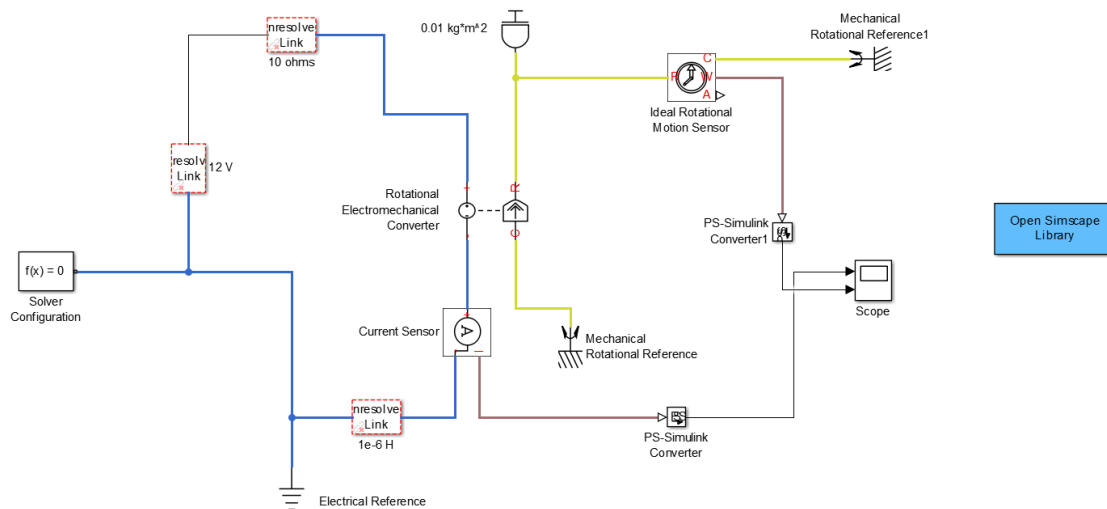 nresolve
Link
10 ohms
0.01 kg*m^2
Mechanical
Rotational Reference1
C
R
W
A
Ideal Rotational
Motion Sensor
resolv
Link
12 V
Rotational
Electromechanical
Converter
+
-
R
C
PS-Simulink
Converter1
Open Simscape
Library
f(x) = 0
Solver
Configuration
Scope
Current Sensor
+
A
-
I
Mechanical
Rotational Reference
nresolve
Link
1e-6 H
PS-Simulink
Converter
Electrical Reference